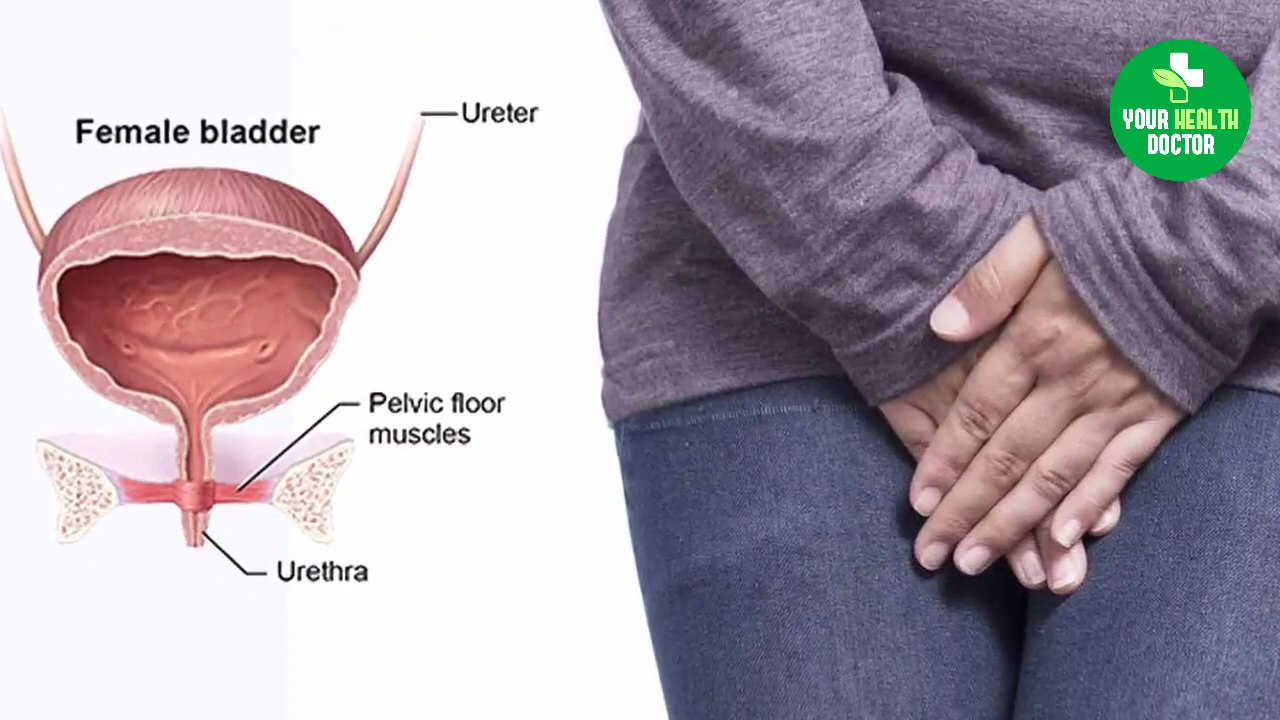 Female bladder
Ureter
Pelvic floor
muscles
Urethra
YOUR HEALTH
DOCTOR